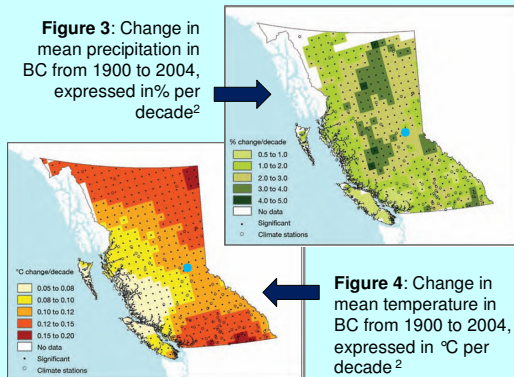 Figure 3: Change in
mean precipitation in
BC from 1900 to 2004,
expressed in% per
decade2
% change/decade
0.5 to 1.0
1.0 to 2.0
2.0 to 3.0
3.0 to 4.0
4.0 to 5.0
No data
Significant
Climate stations
°C change/decade
0.05 to 0.08
0.08 to 0.10
0.10 to 0.12
0.12 to 0.15
0.15 to 0.20
No data
Significant
Climate stations
Figure 4: Change in
mean temperature in
BC from 1900 to 2004,
expressed in °C per
decade 2